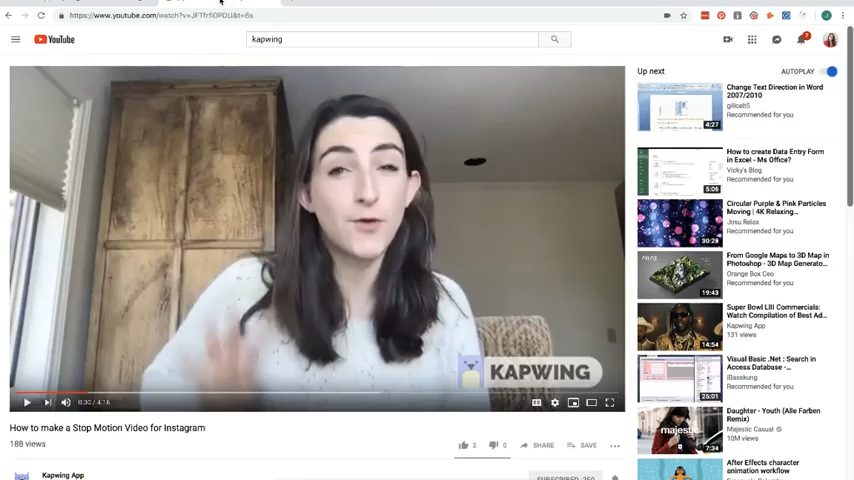 https://www.youtube.com/watch?v=JFTfrfi0PDU&t=6s
YouTube
kapwing
7
J
KAPWING
0:30 / 4:16
How to make a Stop Motion Video for Instagram
188 views
2
0
SHARE
SAVE
Kapwing App
SUBSCRIBED 250
Up next
AUTOPLAY
Change Text Direction in Word
2007/2010
Recommended for you
4:27
How to create Data Entry Form
in Excel - Ms Office?
Vicky's Blog
Recommended for you
5:06
Circular Purple & Pink Particles
Moving | 4K Relaxing...
Josu Relax
Recommended for you
30:28
From Google Maps to 3D Map in
Photoshop - 3D Map Generato...
Orange Box Ceo
Recommended for you
19:43
Super Bowl LIII Commercials:
Watch Compilation of Best Ad...
Kapwing App
131 views
14:54
Visual Basic .Net : Search in
Access Database -...
iBasskung
Recommended for you
25:01
Daughter - Youth (Alle Farben
Remix)
Majestic Casual
10M views
majestic
7:34
After Effects character
animation workflow